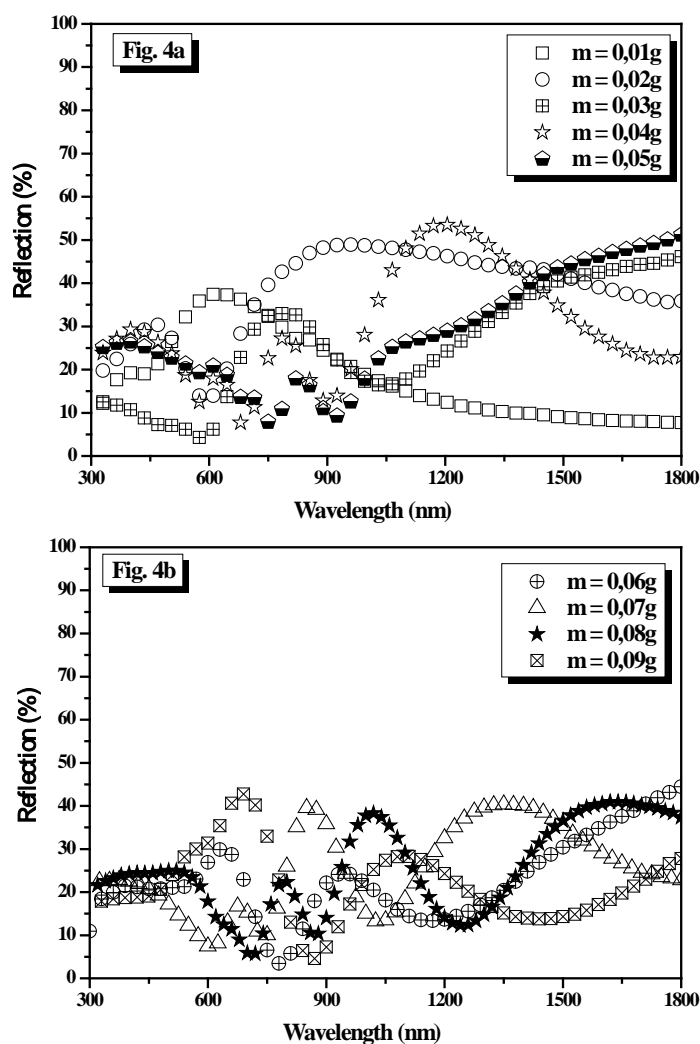 Fig. 4a
m = 0,01g
m = 0,02g
m = 0,03g
m = 0,04g
m = 0,05g
100
90
80
70
60
50
40
30
20
10
0
Reflection (%)
300 600 900 1200 1500 1800
Wavelength (nm)
Fig. 4b
m = 0,06g
m = 0,07g
m = 0,08g
m = 0,09g
100
90
80
70
60
50
40
30
20
10
0
Reflection (%)
300 600 900 1200 1500 1800
Wavelength (nm)